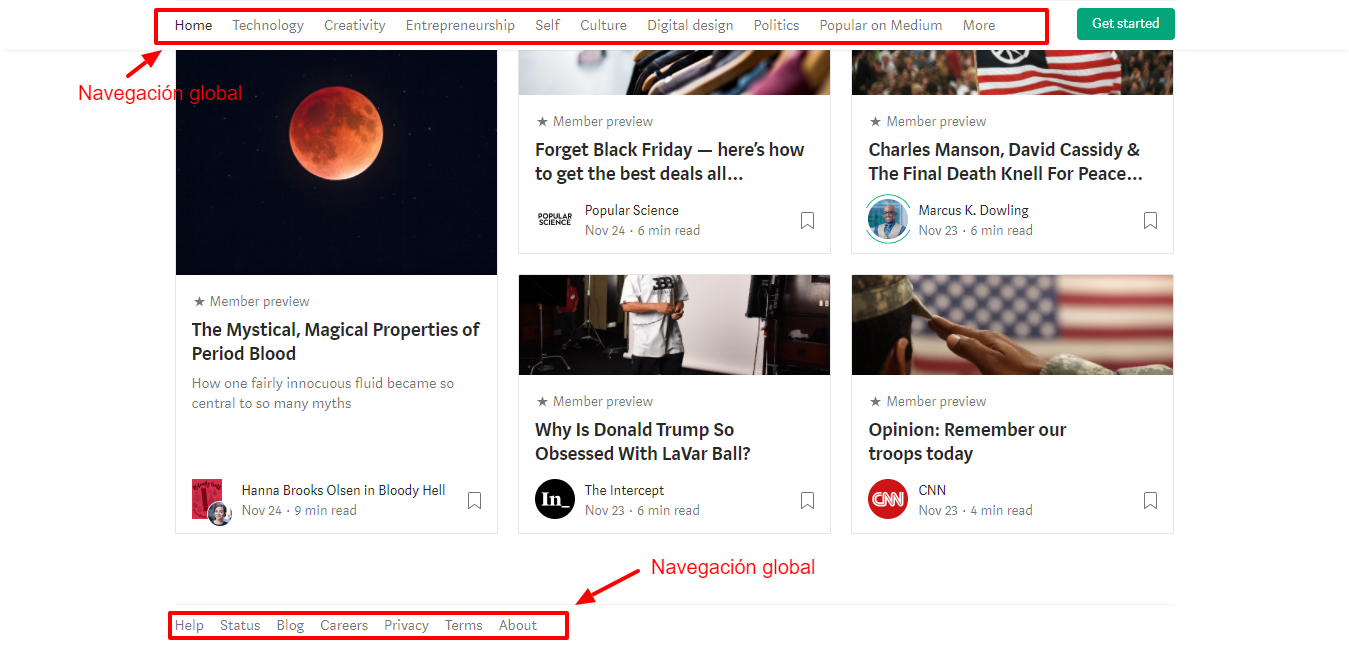 Home Technology Creativity Entrepreneurship Self Culture Digital design Politics Popular on Medium More
Get started
Navegación global
★ Member preview
The Mystical, Magical Properties of
Period Blood
How one fairly innocuous fluid became so
central to so many myths
Hanna Brooks Olsen in Bloody Hell
Nov 24 · 9 min read
★ Member preview
Forget Black Friday — here’s how
to get the best deals all...
POPULAR
SCIENCE
Popular Science
Nov 24 · 6 min read
★ Member preview
Charles Manson, David Cassidy &
The Final Death Knell For Peace...
Marcus K. Dowling
Nov 23 · 6 min read
BBB
★ Member preview
Why Is Donald Trump So
Obsessed With LaVar Ball?
In_
The Intercept
Nov 23 · 6 min read
★ Member preview
Opinion: Remember our
troops today
CNN
CNN
Nov 23 · 4 min read
Navegación global
Help Status Blog Careers Privacy Terms About